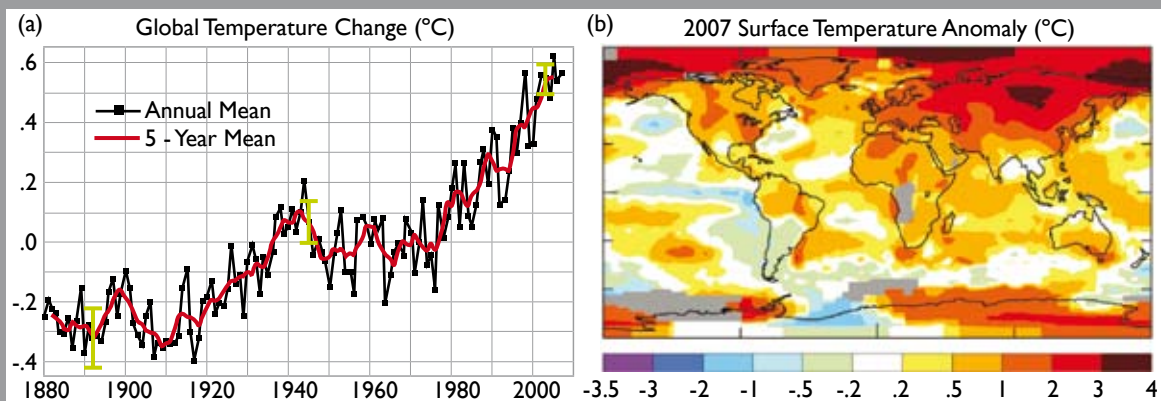 (a) Global Temperature Change (ºC)
.6
.4
.2
.0
-.2
-.4
Annual Mean
5 - Year Mean
1880 1900 1920 1940 1960 1980 2000
(b) 2007 Surface Temperature Anomaly (ºC)
-3.5 -3 -2 -1 -.5 -.2 .2 .5 1 2 3 4